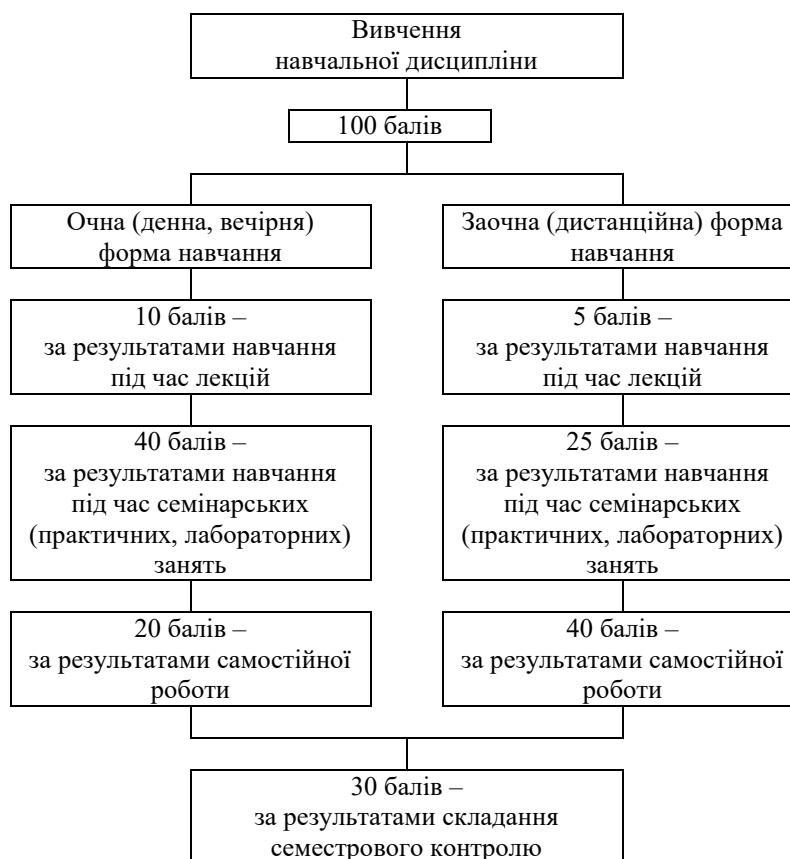 Вивчення
навчальної дисципліни
100 балів
Очна (денна, вечірня)
форма навчання
Заочна (дистанційна) форма
навчання
10 балів –
за результатами навчання
під час лекцій
5 балів –
за результатами навчання
під час лекцій
40 балів –
за результатами навчання
під час семінарських
(практичних, лабораторних)
занять
25 балів –
за результатами навчання
під час семінарських
(практичних, лабораторних)
занять
20 балів –
за результатами самостійної
роботи
40 балів –
за результатами самостійної
роботи
30 балів –
за результатами складання
семестрового контролю